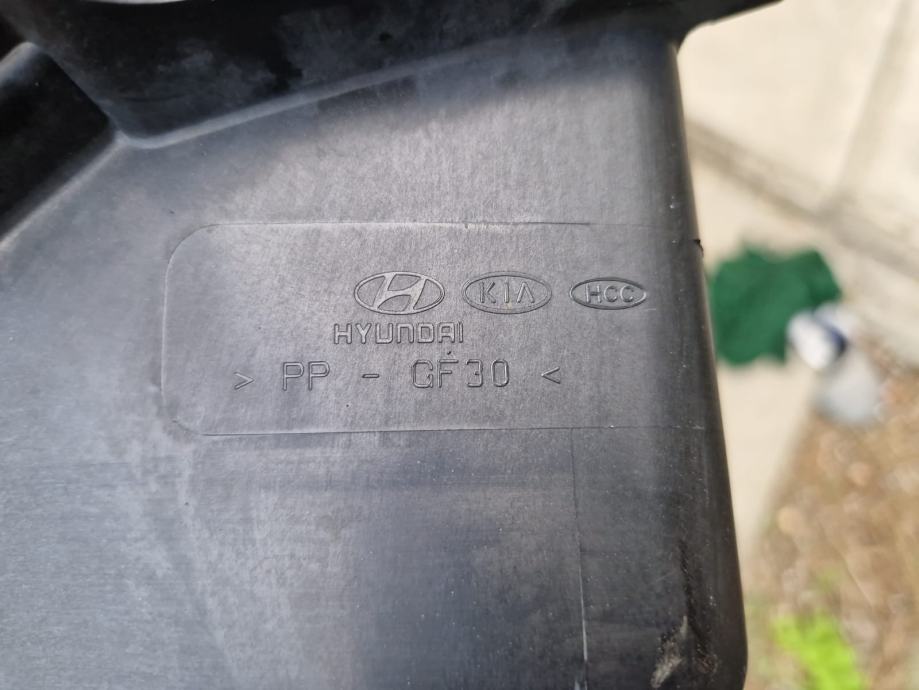 KIA HCC
HYUNDAI
> PP - GF30 <